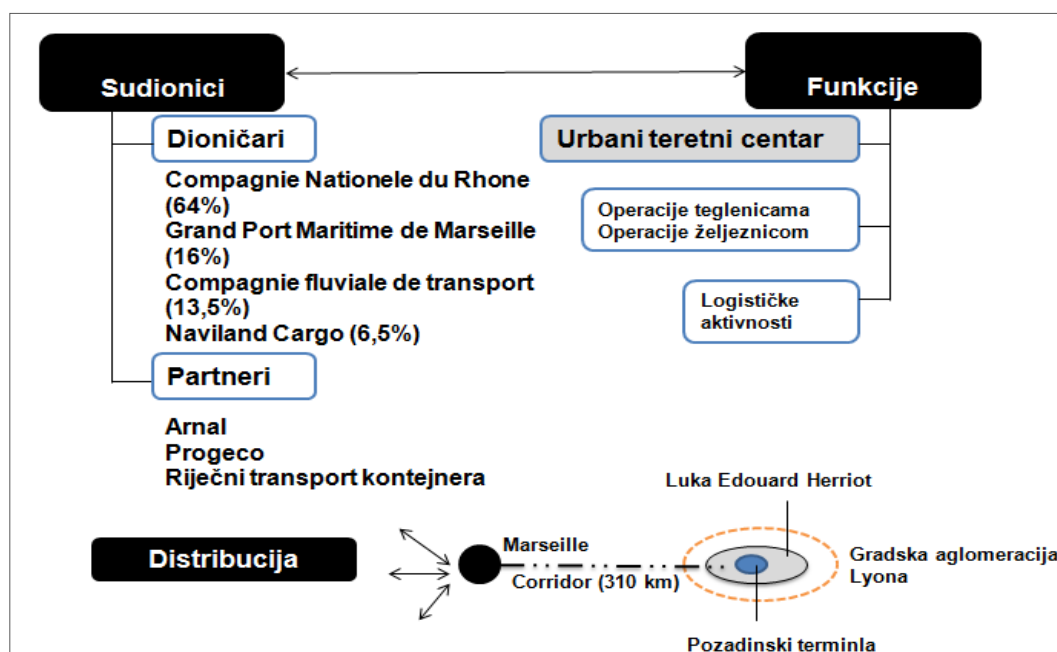 Sudionici
Funkcije
Dioničari
Urbani teretni centar
Compagnie Nationele du Rhone
(64%)
Grand Port Maritime de Marseille
(16%)
Compagnie fluviale de transport
(13,5%)
Naviland Cargo (6,5%)
Operacije teglenicama
Operacije željeznicom
Logističke
aktivnosti
Partneri
Arnal
Progeco
Riječni transport kontejnera
Distribucija
Marseille
Corridor (310 km)
Luka Edouard Herriot
Gradska aglomeracija
Lyona
Pozadinski terminla